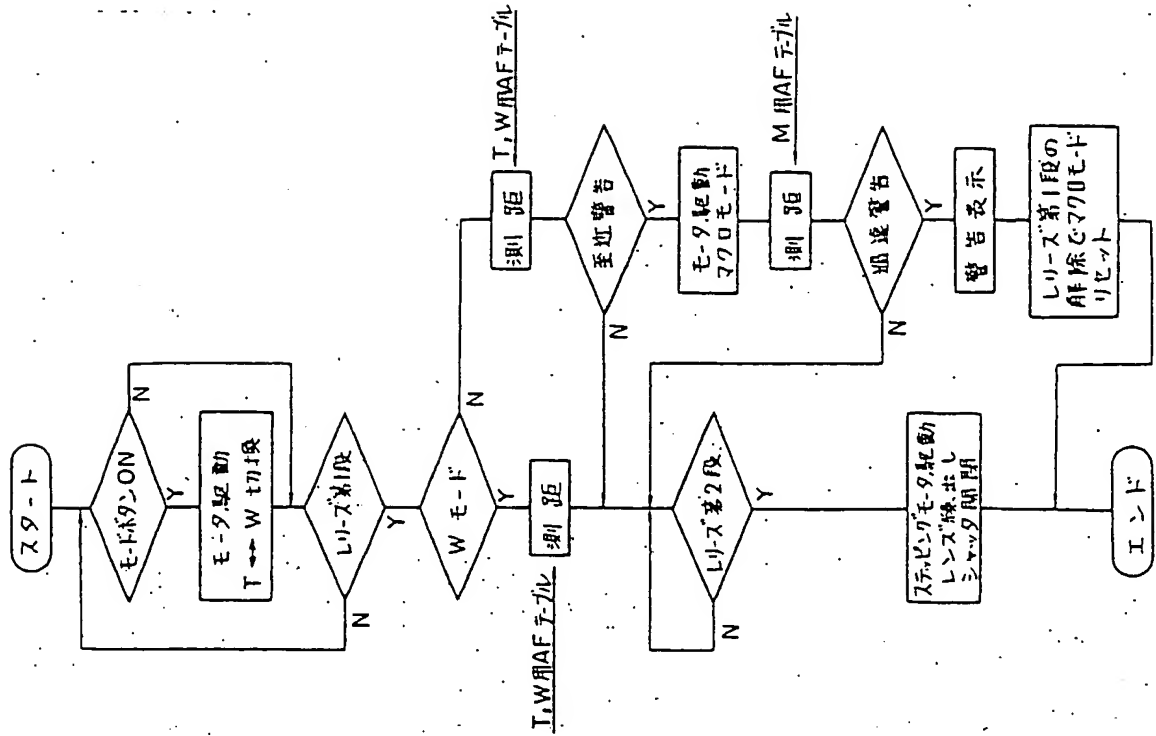 スタート
モードボタンON
N
Y
モータ駆動
T ↔ W 切換
レリーズ第1段
N
Y
Wモード
N
Y
測距
T,W用AFテーブル
測距
T,W用AFテーブル
至近警告
N
Y
モータ駆動
マクロモード
測距
M用AFテーブル
警告
N
Y
警告表示
レリーズ第1段の
解除でマクロモード
リセット
レリーズ第2段
N
Y
ステッピングモータ駆動
レンズ繰出し
シャッタ開閉
エンド